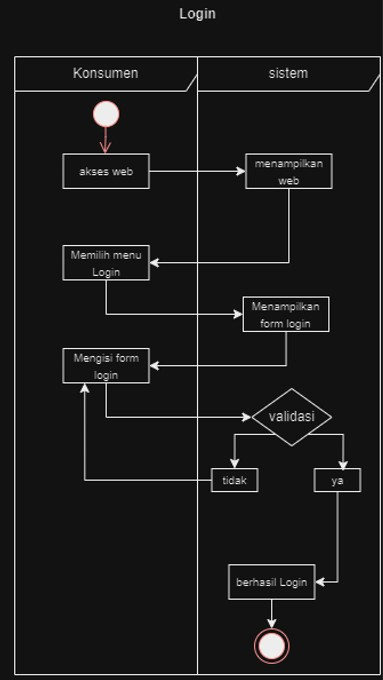 Login
Konsumen
sistem
akses web
menampilkan
web
Memilih menu
Login
Menampilkan
form login
Mengisi form
login
validasi
tidak
ya
berhasil Login